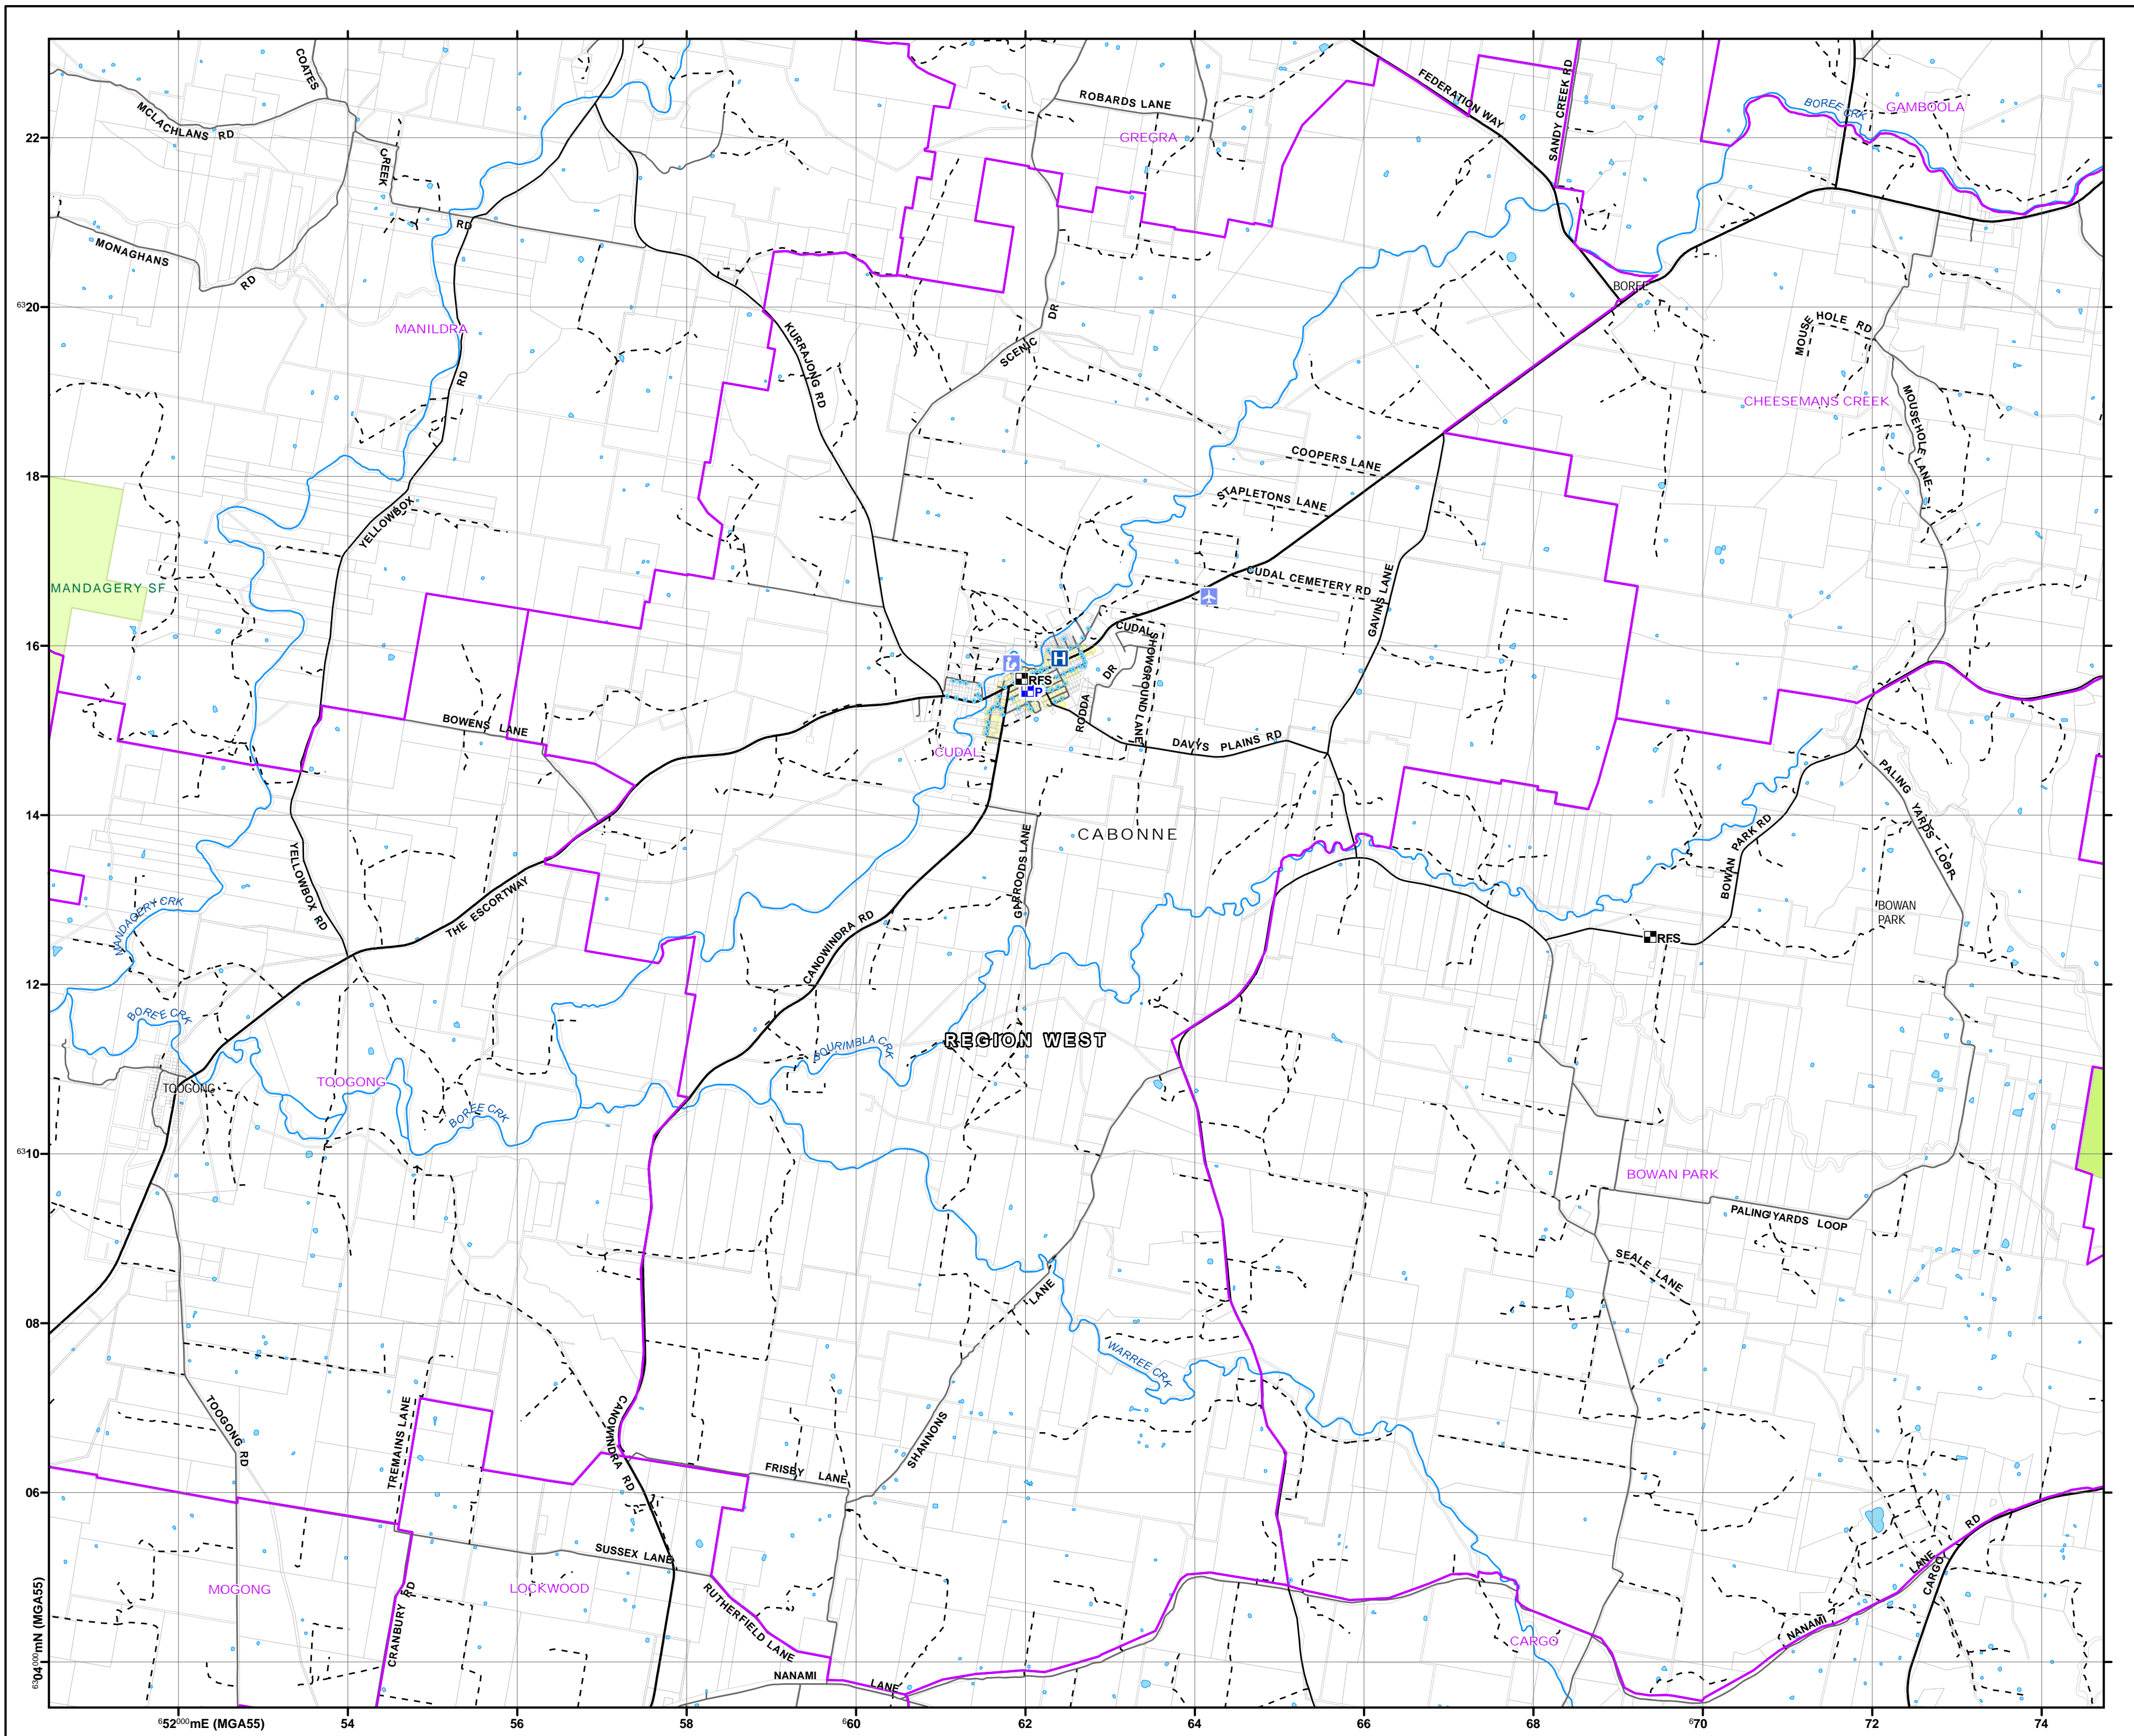 COATES
CREEK
RD
MCLACHLANS RD
MONAGHANS
RD
ROBARDS LANE
GREGRA
FEDERATION WAY
SANDY CREEK RD
BOREE CRK
GAMBOOLA
22
6320
MANILDRA
RD
KURRAJONG RD
SCENIC
DR
BOREE
MOUSE HOLE RD
CHEESEMANS CREEK
MOUSEHOLE LANE
COOPERS LANE
STAPLETONS LANE
18
YELLOWBOX
MANDAGERY SF
CUDAL CEMETERY RD
GAVINS LANE
16
CUDAL
SHOWGROUND LANE
H
RFS
P
RODDA
DR
BOWENS LANE
CUDAL
DAVYS PLAINS RD
PALING YARDS LOOP
14
CABONNE
BOWAN PARK RD
YELLOWBOX RD
THE ESCORTWAY
GARROODS LANE
CANOWINDRA RD
MANDAGERY CRK
BOWAN
PARK
RFS
12
BOREE CRK
BOURIMBLA CRK
REGION WEST
TOOGONG
TOOGONG
BOREE CRK
6310
BOWAN PARK
PALING YARDS LOOP
SEALE LANE
LANE
08
WARREE CRK
TOOGONG RD
TREMAINS LANE
CANOWINDRA RD
SHANNONS
FRISBY LANE
06
SUSSEX LANE
RD
LANE
CARGO
MOGONG
LOCKWOOD
CRANBURY RD
RUTHERFIELD LANE
NANAMI
CARGO
NANAMI
LANE
6304000mN (MGA55)
652000mE (MGA55)
54
56
58
60
62
64
66
68
670
72
74